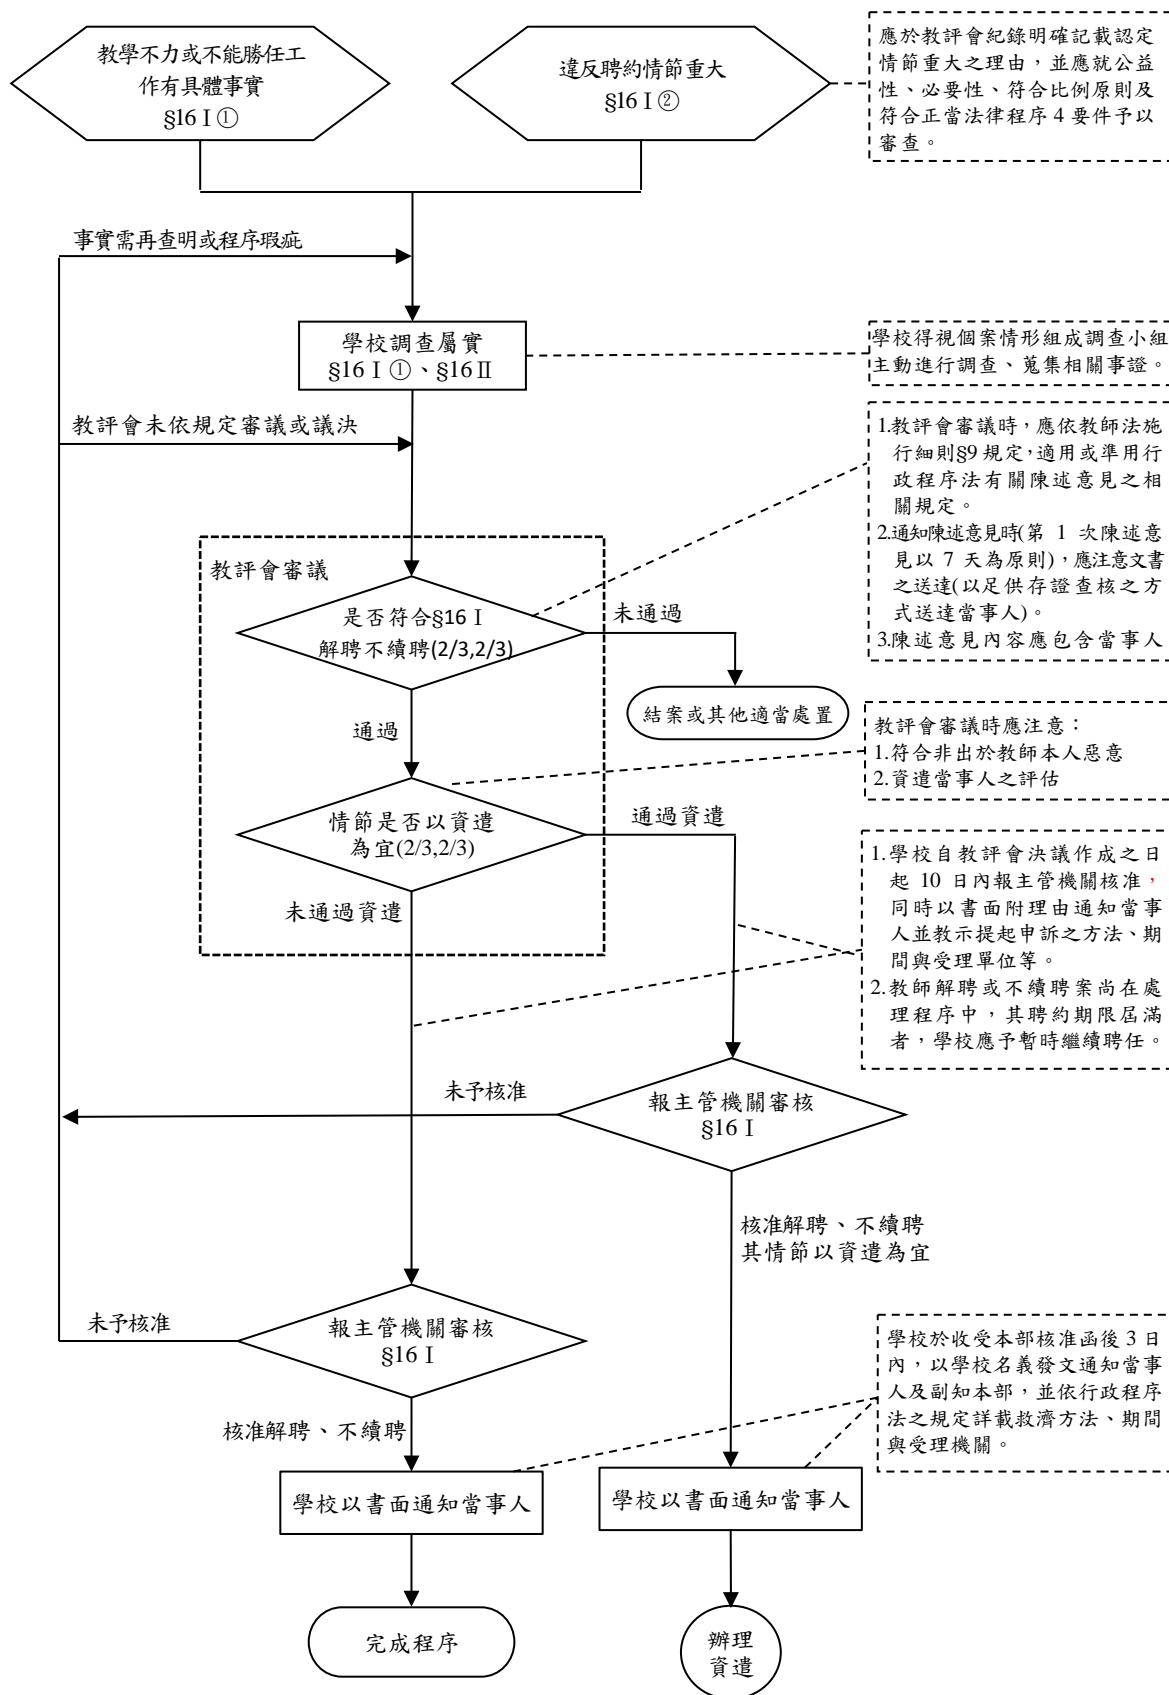 教學不力或不能勝任工
作有具體事實
§16 I ①
違反聘約情節重大
§16 I ②
應於教評會紀錄明確記載認定
情節重大之理由，並應就公益
性、必要性、符合比例原則及
符合正當法律程序 4 要件予以
審查。
事實需再查明或程序瑕疵
學校調查屬實
§16 I ①、§16 II
學校得視個案情形組成調查小組
主動進行調查、蒐集相關事證。
教評會未依規定審議或議決
1.教評會審議時，應依教師法施
行細則§9 規定，適用或準用行
政程序法有關陳述意見之相
關規定。
2.通知陳述意見時(第 1 次陳述意
見以 7 天為原則)，應注意文書
之送達(以足供存證查核之方
式送達當事人)。
3.陳述意見內容應包含當事人
教評會審議
是否符合§16 I
解聘不續聘(2/3,2/3)
未通過
結案或其他適當處置
通過
教評會審議時應注意：
1.符合非出於教師本人惡意
2.資遣當事人之評估
情節是否以資遣
為宜(2/3,2/3)
通過資遣
未通過資遣
1.學校自教評會決議作成之日
起 10 日內報主管機關核准，
同時以書面附理由通知當事
人並教示提起申訴之方法、期
間與受理單位等。
2.教師解聘或不續聘案尚在處
理程序中，其聘約期限屆滿
者，學校應予暫時繼續聘任。
未予核准
報主管機關審核
§16 I
核准解聘、不續聘
其情節以資遣為宜
未予核准
報主管機關審核
§16 I
學校於收受本部核准函後 3 日
內，以學校名義發文通知當事
人及副知本部，並依行政程序
法之規定詳載救濟方法、期間
與受理機關。
核准解聘、不續聘
學校以書面通知當事人
學校以書面通知當事人
完成程序
辦理
資遣